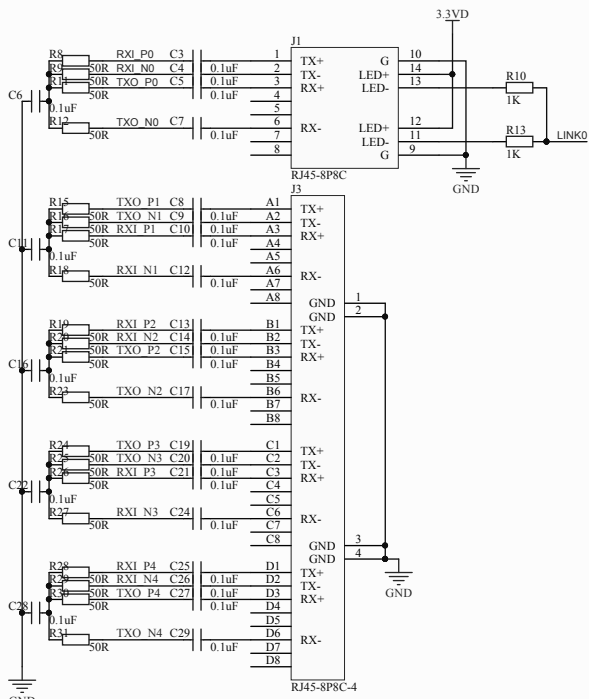 3.3VD
J1
R8 RXI_P0 C3 1 TX+ G 10
50R 0.1uF
R9 RXI_N0 C4 2 TX- LED+ 14
50R 0.1uF
R11 TXO_P0 C5 3 RX+ LED- 13 R10
50R 0.1uF 4 1K
C6 0.1uF 5
R12 TXO_N0 C7 6 RX- LED+ 12
50R 0.1uF 7 LED- 11 R13 LINK0
8 G 9 1K
RJ45-8P8C GND
J3
R15 TXO_P1 C8 A1 TX+
50R 0.1uF
R16 TXO_N1 C9 A2 TX-
50R 0.1uF
R17 RXI_P1 C10 A3 RX+
50R 0.1uF A4
C11 0.1uF A5
R18 RXI_N1 C12 A6 RX-
50R 0.1uF A7
A8 GND 1
GND 2
R19 RXI_P2 C13 B1 TX+
50R 0.1uF
R20 RXI_N2 C14 B2 TX-
50R 0.1uF
R21 TXO_P2 C15 B3 RX+
50R 0.1uF B4
C16 0.1uF B5
R23 TXO_N2 C17 B6 RX-
50R 0.1uF B7
B8
R24 TXO_P3 C19 C1 TX+
50R 0.1uF
R25 TXO_N3 C20 C2 TX-
50R 0.1uF
R26 RXI_P3 C21 C3 RX+
50R 0.1uF C4
C22 0.1uF C5
R27 RXI_N3 C24 C6 RX-
50R 0.1uF C7
C8 GND 3
GND 4
R28 RXI_P4 C25 D1 TX+
50R 0.1uF GND
R29 RXI_N4 C26 D2 TX-
50R 0.1uF
R30 TXO_P4 C27 D3 RX+
50R 0.1uF D4
C28 0.1uF D5
R31 TXO_N4 C29 D6 RX-
50R 0.1uF D7
D8
RJ45-8P8C-4
GND